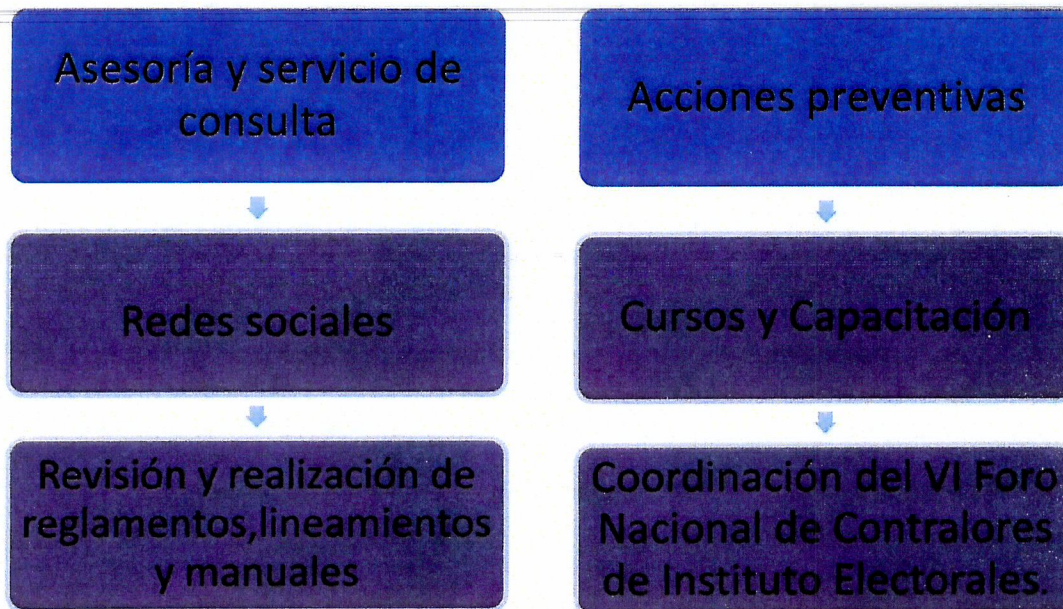 Asesoría y servicio de
consulta
Redes sociales
Revisión y realización de
reglamentos,lineamientos
y manuales
Acciones preventivas
Cursos y Capacitación
Coordinación del VI Foro
Nacional de Contralores
de Instituto Electorales.